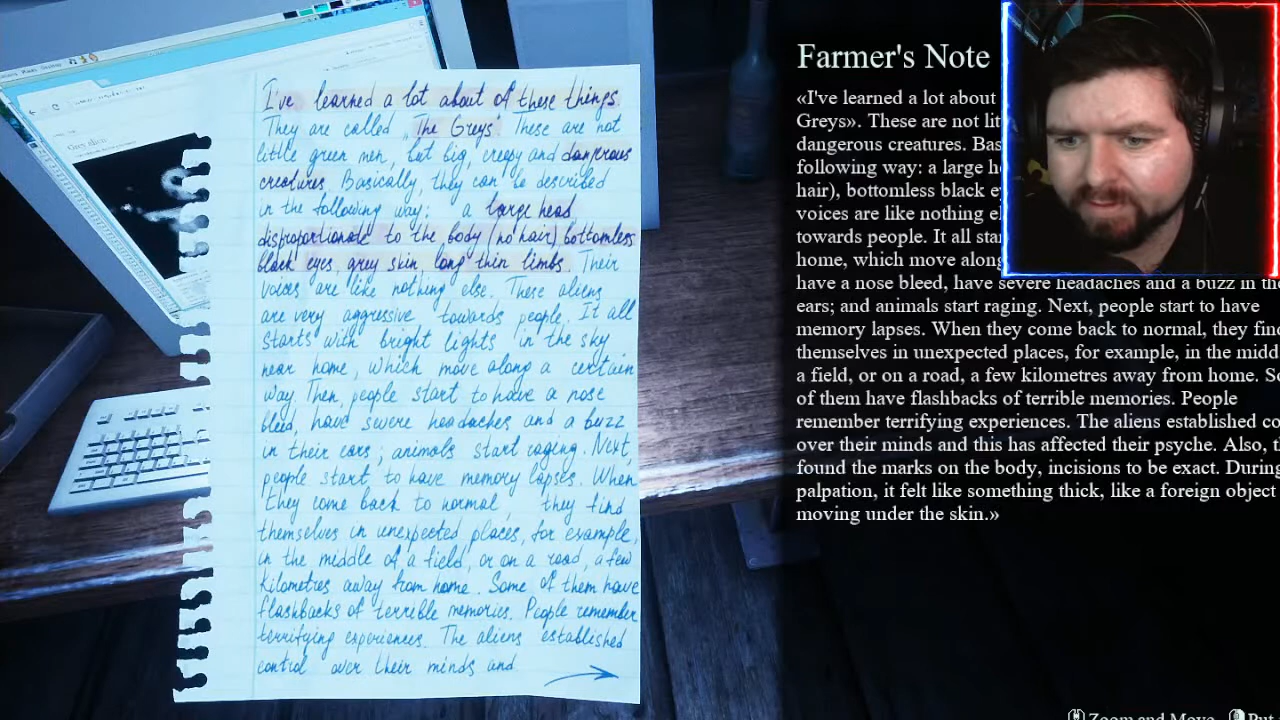 I've learned a lot about of these things.
They are called "The Greys" These are not
little green men, but big, creepy and dangerous
creatures. Basically, they can be described
in the following way: a large head,
disproportionate to the body (no hair) bottomless
black eyes, grey skin, long thin limbs. Their
voices are like nothing else. These aliens
are very aggressive towards people. It all
starts with bright lights in the sky
near home, which move along a certain
way. Then, people start to have a nose
bleed, have severe headaches and a buzz
in their ears; animals start raging. Next,
people start to have memory lapses. When
they come back to normal, they find
themselves in unexpected places, for example,
in the middle of a field, or on a road, a few
kilometres away from home. Some of them have
flashbacks of terrible memories. People remember
terrifying experiences. The aliens established
control over their minds and
Farmer's Note
«I've learned a lot about
Greys». These are not lit
dangerous creatures. Bas
following way: a large he
hair), bottomless black ey
voices are like nothing el
towards people. It all star
home, which move along
have a nose bleed, have severe headaches and a buzz in the
ears; and animals start raging. Next, people start to have
memory lapses. When they come back to normal, they find
themselves in unexpected places, for example, in the midd
a field, or on a road, a few kilometres away from home. So
of them have flashbacks of terrible memories. People
remember terrifying experiences. The aliens established co
over their minds and this has affected their psyche. Also, th
found the marks on the body, incisions to be exact. During
palpation, it felt like something thick, like a foreign object
moving under the skin.»
Zoom and Move Put